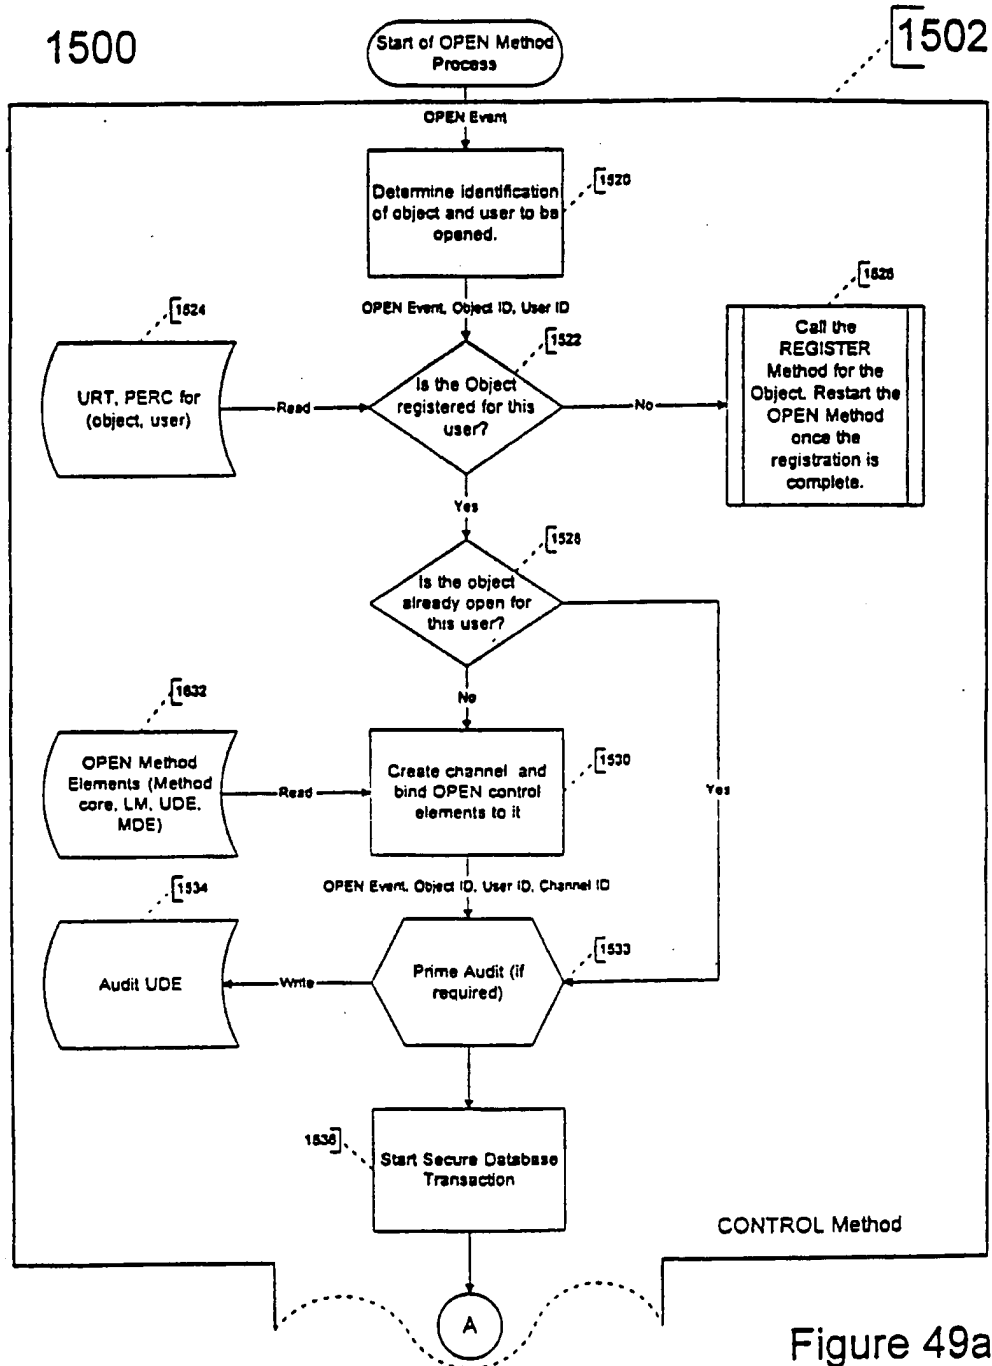 1500
1502
Start of OPEN Method
Process
OPEN Event
1520
Determine identification
of object and user to be
opened.
OPEN Event, Object ID, User ID
1524
URT, PERC for
(object, user)
Read
1522
Is the Object
registered for this
user?
No
1526
Call the
REGISTER
Method for the
Object. Restart the
OPEN Method
once the
registration is
complete.
Yes
1528
Is the object
already open for
this user?
No
Yes
1532
OPEN Method
Elements (Method
core, LM, UDE,
MDE)
Read
1530
Create channel and
bind OPEN control
elements to it
OPEN Event, Object ID, User ID, Channel ID
1534
Audit UDE
Write
1533
Prime Audit (if
required)
1536
Start Secure Database
Transaction
CONTROL Method
A
Figure 49a